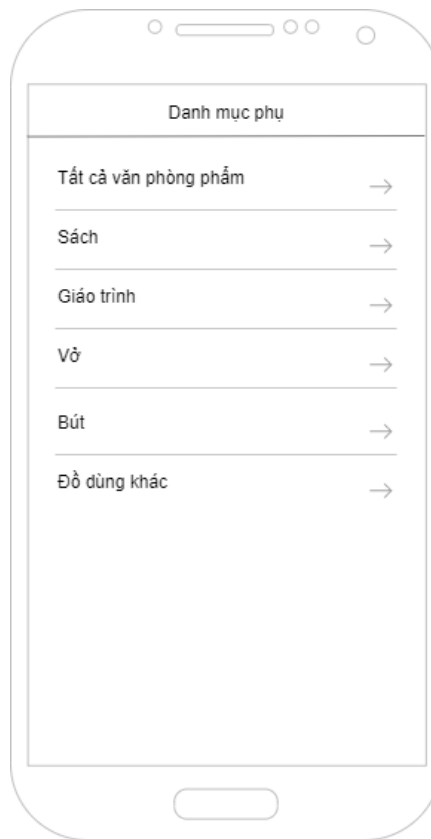 Danh mục phụ
Tất cả văn phòng phẩm
Sách
Giáo trình
Vở
Bút
Đồ dùng khác